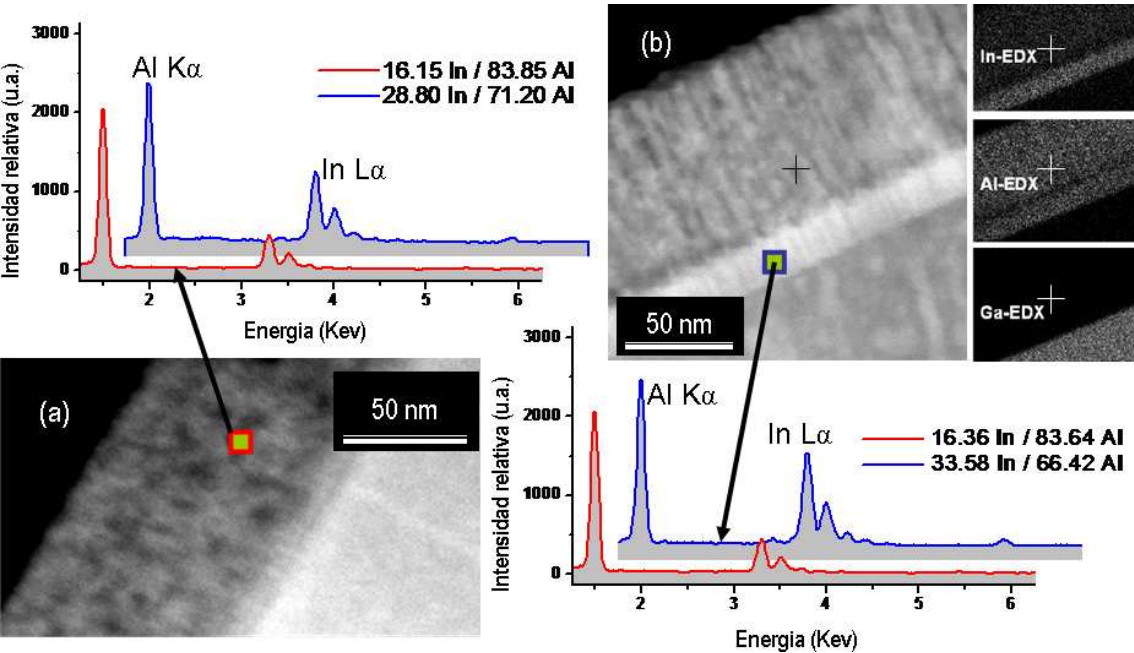 3000
2000
1000
0
Intensidad relativa (u.a.)
Al Kα
In Lα
16.15 In / 83.85 Al
28.80 In / 71.20 Al
2
3
4
5
6
Energia (Kev)
(a)
50 nm
(b)
50 nm
In-EDX
Al-EDX
Ga-EDX
3000
2000
1000
0
Intensidad relativa (u.a.)
Al Kα
In Lα
16.36 In / 83.64 Al
33.58 In / 66.42 Al
2
3
4
5
6
Energia (Kev)